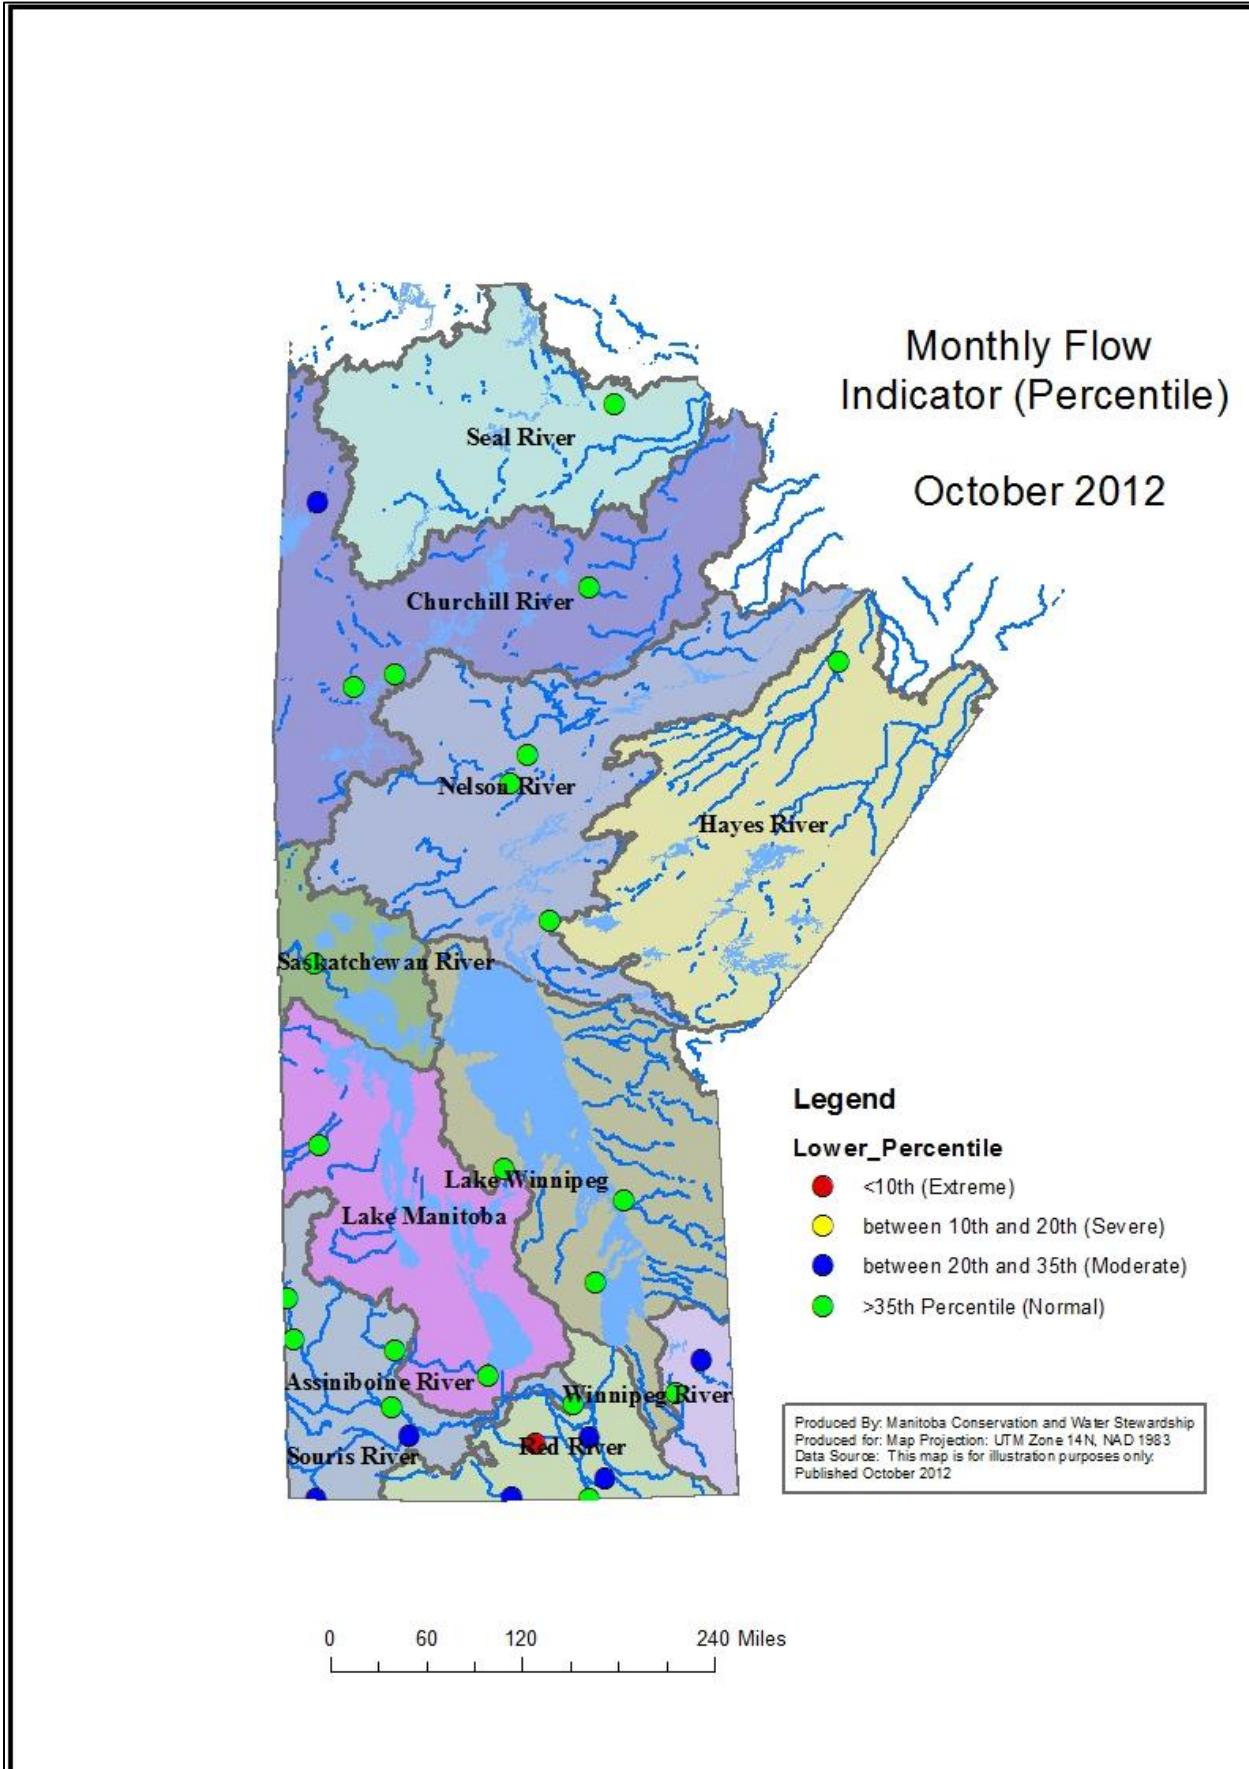 Monthly Flow
Indicator (Percentile)
October 2012
Seal River
Churchill River
Nelson River
Hayes River
Saskatchewan River
Lake Winnipeg
Lake Manitoba
Assiniboine River
Winnipeg River
Souris River
Red River
Legend
Lower_Percentile
<10th (Extreme)
between 10th and 20th (Severe)
between 20th and 35th (Moderate)
>35th Percentile (Normal)
Produced By: Manitoba Conservation and Water Stewardship
Produced for: Map Projection: UTM Zone 14N, NAD 1983
Data Source: This map is for illustration purposes only.
Published October 2012
0 60 120 240 Miles